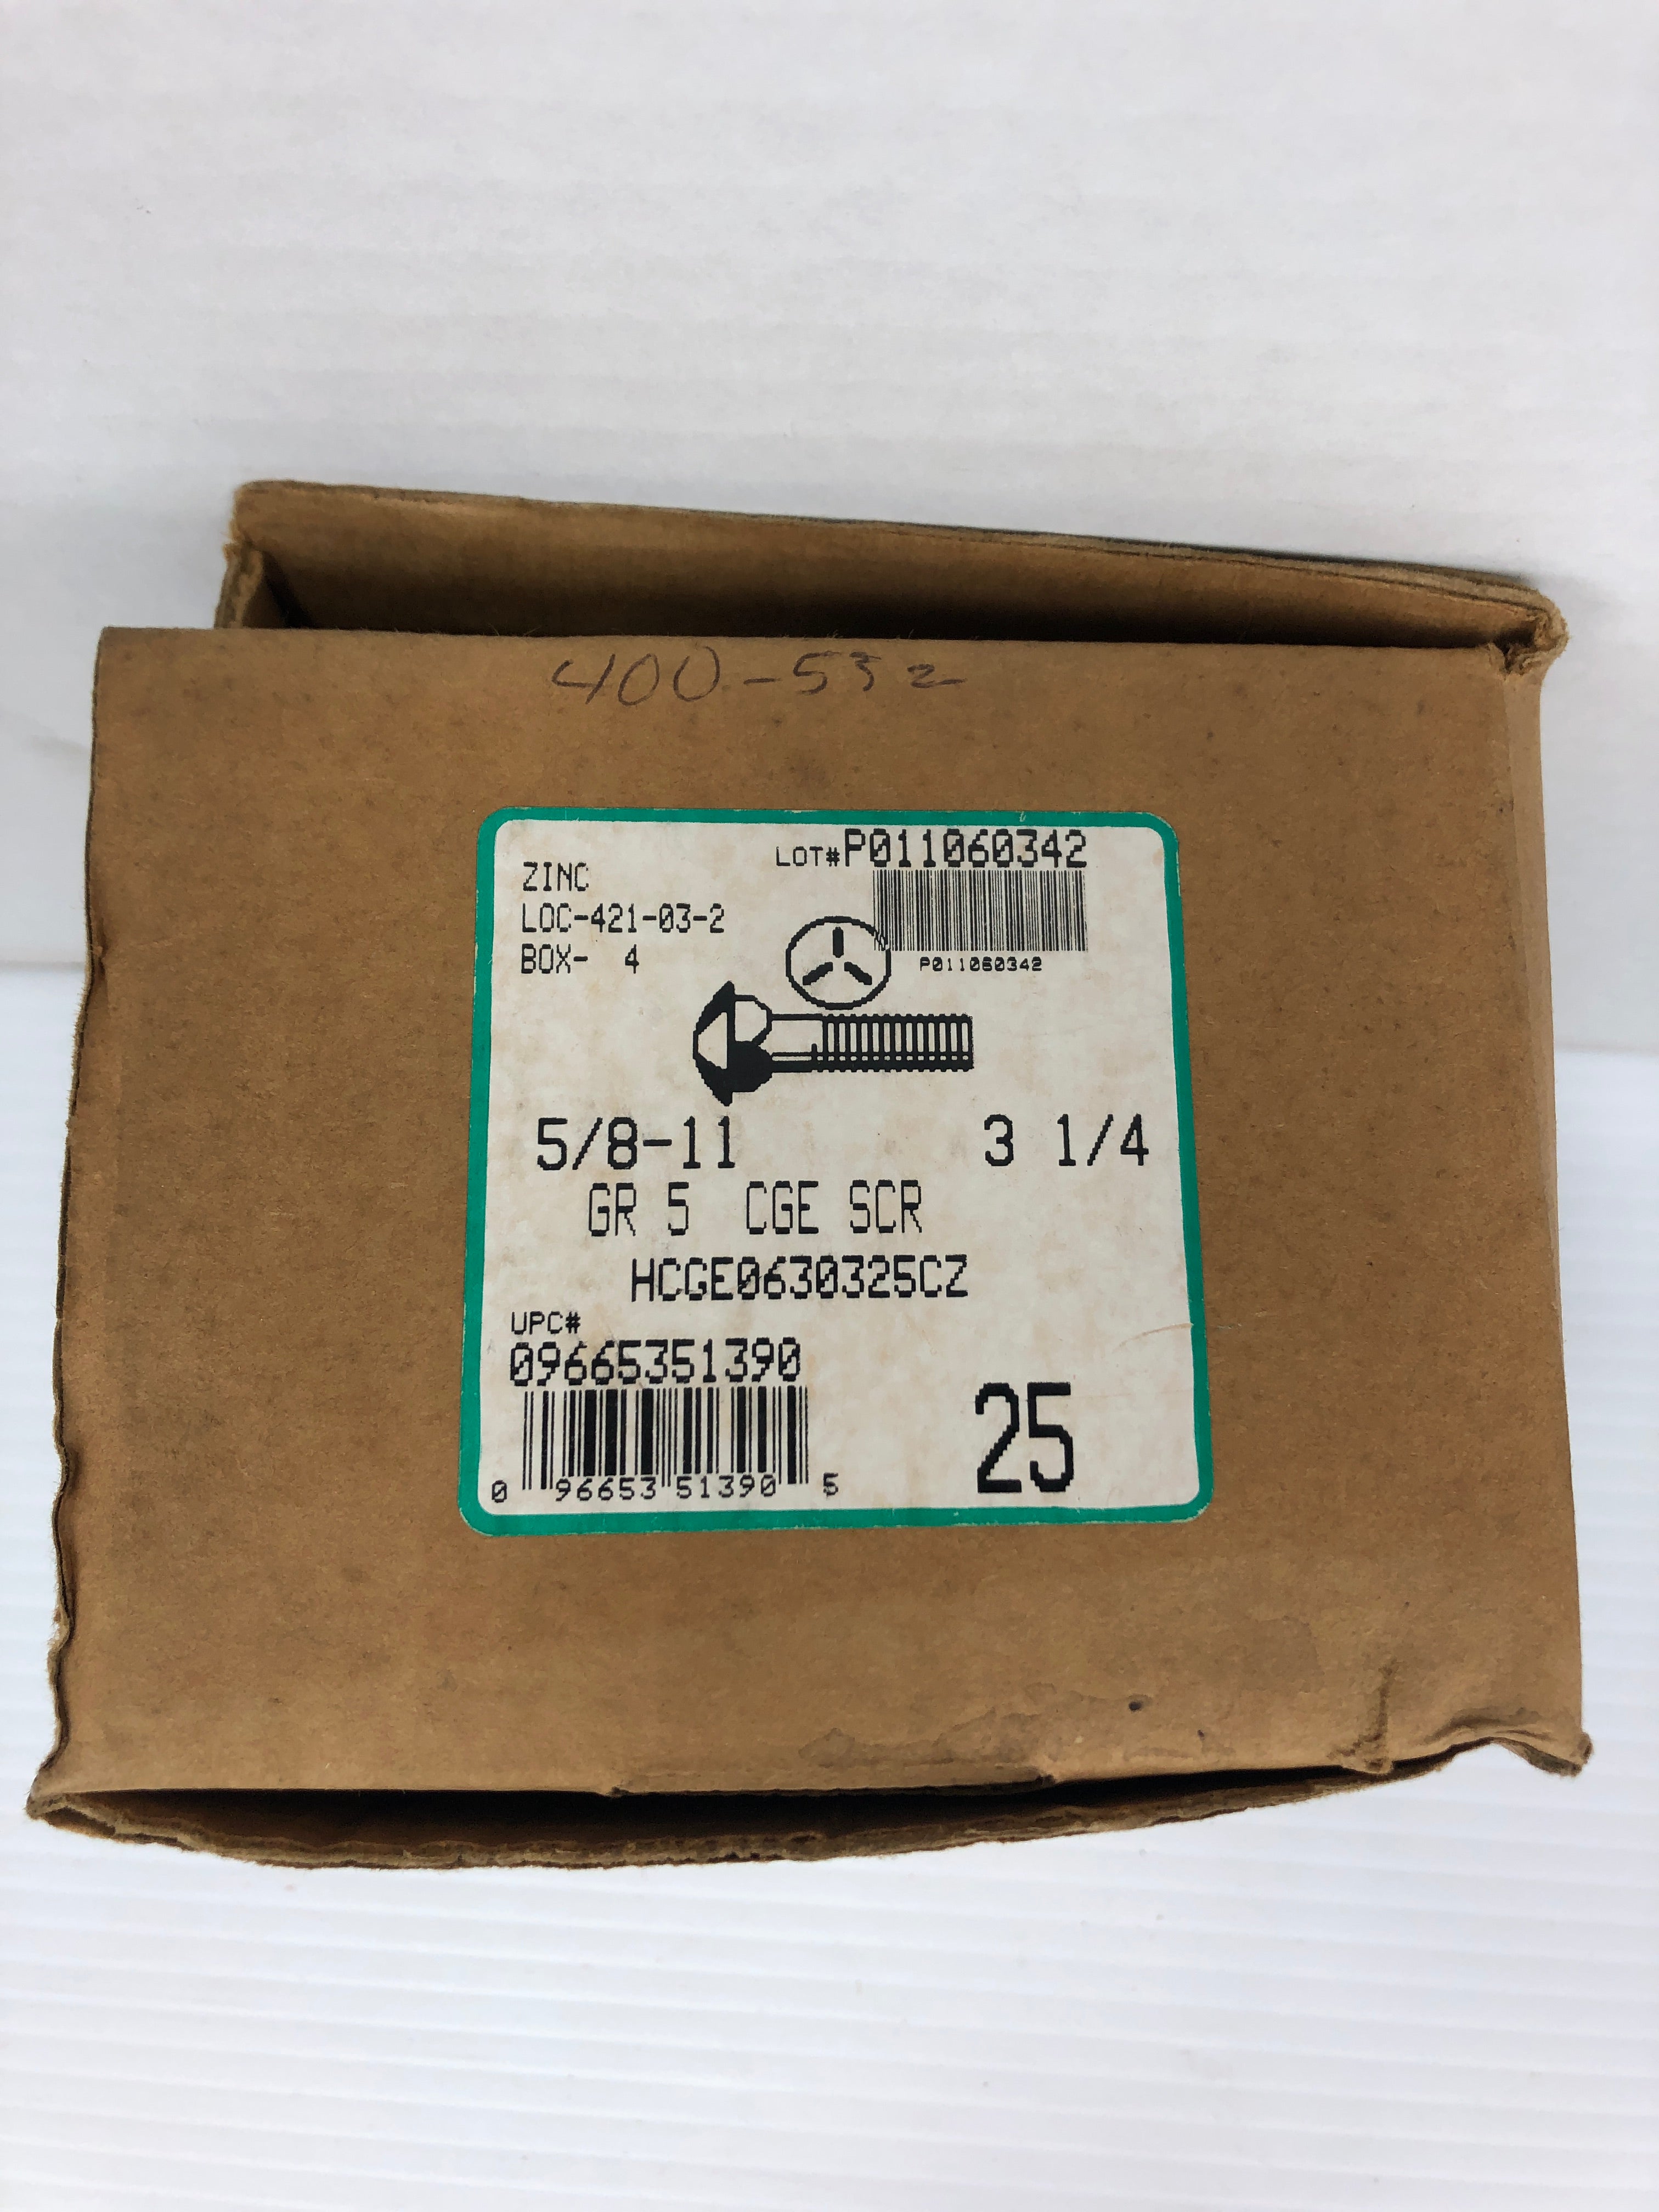 400-532
LOT# P011060342
ZINC
LOC-421-03-2
BOX- 4
P011060342
5/8-11 3 1/4
GR 5 CGE SCR
HCGE0630325CZ
UPC#
09665351390
0 96653 51390 5
25